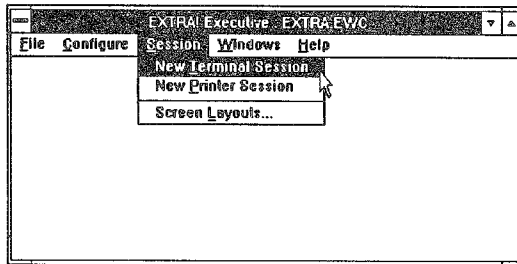 EXTRA! Executive EXTRA.EWC
File Configure Session Windows Help
New Terminal Session
New Printer Session
Screen Layouts...